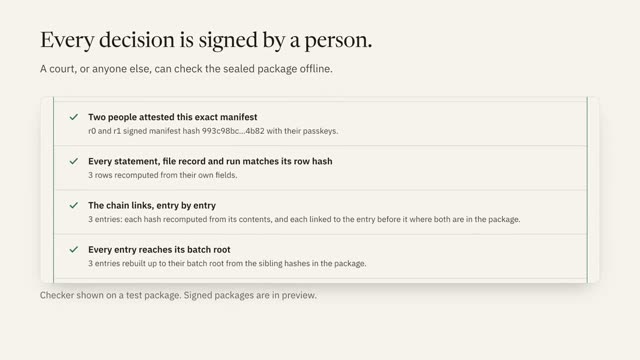 Every decision is signed by a person.
A court, or anyone else, can check the sealed package offline.
Two people attested this exact manifest
r0 and r1 signed manifest hash 993c98bc…4b82 with their passkeys.
Every statement, file record and run matches its row hash
3 rows recomputed from their own fields.
The chain links, entry by entry
3 entries: each hash recomputed from its contents, and each linked to the entry before it where both are in the package.
Every entry reaches its batch root
3 entries rebuilt up to their batch root from the sibling hashes in the package.
Checker shown on a test package. Signed packages are in preview.